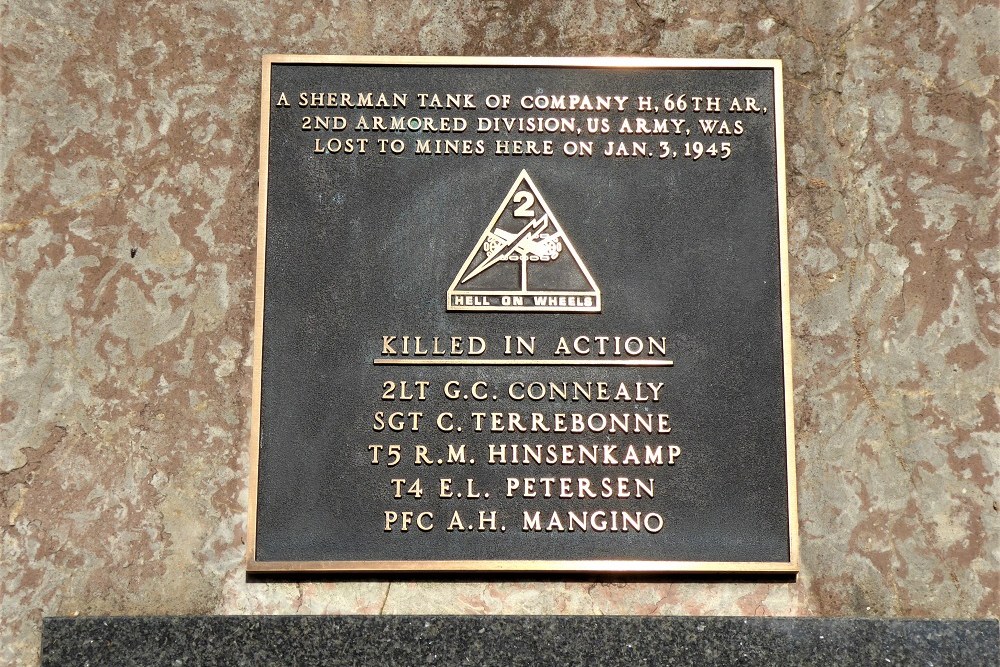 A SHERMAN TANK OF COMPANY H, 66TH AR,
2ND ARMORED DIVISION, US ARMY, WAS
LOST TO MINES HERE ON JAN. 3, 1945
2
HELL ON WHEELS
KILLED IN ACTION
2LT G.C. CONNEALY
SGT C. TERREBONNE
T5 R.M. HINSENKAMP
T4 E.L. PETERSEN
PFC A.H. MANGINO